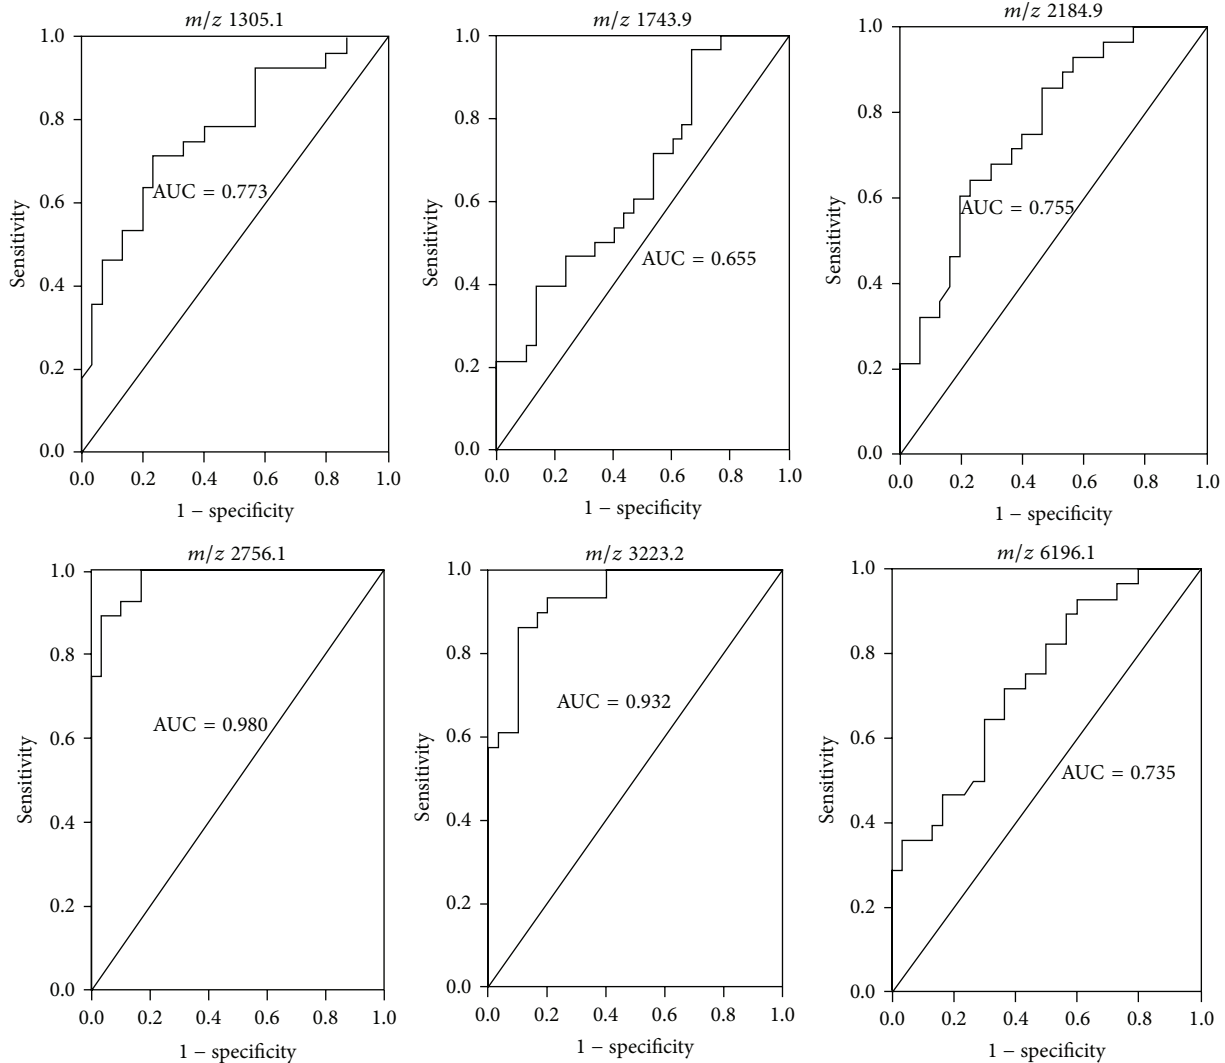 m/z 1305.1
1.0
0.8
0.6
0.4
0.2
0.0
Sensitivity
AUC = 0.773
0.0 0.2 0.4 0.6 0.8 1.0
1 − specificity
m/z 1743.9
1.0
0.8
0.6
0.4
0.2
0.0
Sensitivity
AUC = 0.655
0.0 0.2 0.4 0.6 0.8 1.0
1 − specificity
m/z 2184.9
1.0
0.8
0.6
0.4
0.2
0.0
Sensitivity
AUC = 0.755
0.0 0.2 0.4 0.6 0.8 1.0
1 − specificity
m/z 2756.1
1.0
0.8
0.6
0.4
0.2
0.0
Sensitivity
AUC = 0.980
0.0 0.2 0.4 0.6 0.8 1.0
1 − specificity
m/z 3223.2
1.0
0.8
0.6
0.4
0.2
0.0
Sensitivity
AUC = 0.932
0.0 0.2 0.4 0.6 0.8 1.0
1 − specificity
m/z 6196.1
1.0
0.8
0.6
0.4
0.2
0.0
Sensitivity
AUC = 0.735
0.0 0.2 0.4 0.6 0.8 1.0
1 − specificity